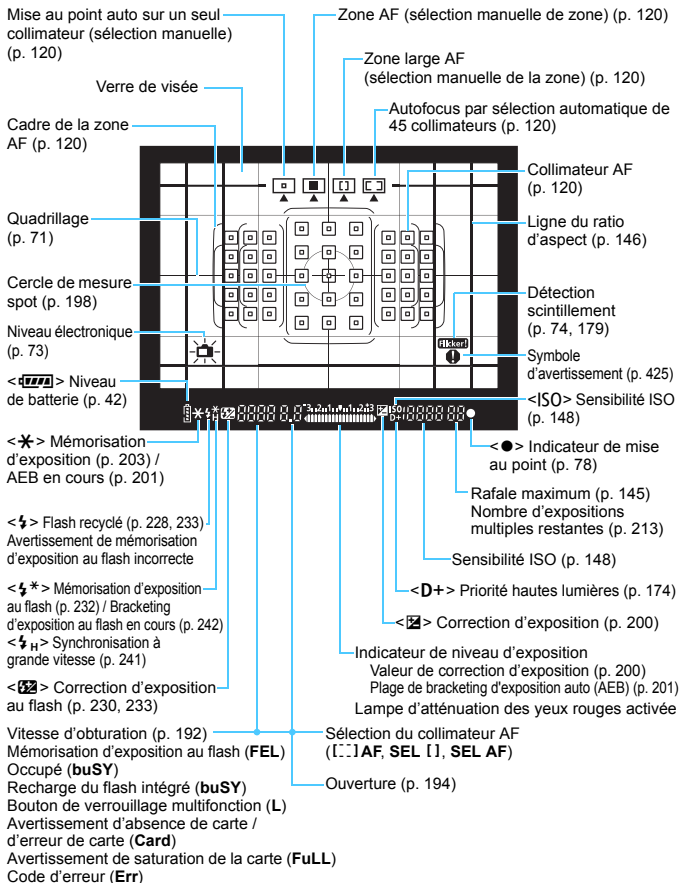 Mise au point auto sur un seul
collimateur (sélection manuelle)
(p. 120)
Zone AF (sélection manuelle de zone) (p. 120)
Zone large AF
(sélection manuelle de la zone) (p. 120)
Verre de visée
Autofocus par sélection automatique de
45 collimateurs (p. 120)
Cadre de la zone
AF (p. 120)
Collimateur AF
(p. 120)
Quadrillage
(p. 71)
Ligne du ratio
d'aspect (p. 146)
Cercle de mesure
spot (p. 198)
Détection
scintillement
(p. 74, 179)
Flicker!
Niveau électronique
(p. 73)
Symbole
d'avertissement (p. 425)
< > Niveau
de batterie (p. 42)
<ISO> Sensibilité ISO
(p. 148)
3..2..1..▼..1..2..3
ISO
D+
<✱> Mémorisation
d'exposition (p. 203) /
AEB en cours (p. 201)
<●> Indicateur de mise
au point (p. 78)
Rafale maximum (p. 145)
Nombre d'expositions
multiples restantes (p. 213)
<⚡> Flash recyclé (p. 228, 233)
Avertissement de mémorisation
d'exposition au flash incorrecte
Sensibilité ISO (p. 148)
<D+> Priorité hautes lumières (p. 174)
<⚡✱> Mémorisation d'exposition
au flash (p. 232) / Bracketing
d'exposition au flash en cours (p. 242)
<⚡H> Synchronisation à
grande vitesse (p. 241)
< > Correction d'exposition (p. 200)
Indicateur de niveau d'exposition
Valeur de correction d'exposition (p. 200)
Plage de bracketing d'exposition auto (AEB) (p. 201)
Lampe d'atténuation des yeux rouges activée
< > Correction d'exposition
au flash (p. 230, 233)
Vitesse d'obturation (p. 192)
Mémorisation d'exposition au flash (FEL)
Occupé (buSY)
Recharge du flash intégré (buSY)
Bouton de verrouillage multifonction (L)
Avertissement d'absence de carte /
d'erreur de carte (Card)
Avertissement de saturation de la carte (FuLL)
Code d'erreur (Err)
Sélection du collimateur AF
([ ] AF, SEL [ ], SEL AF)
Ouverture (p. 194)